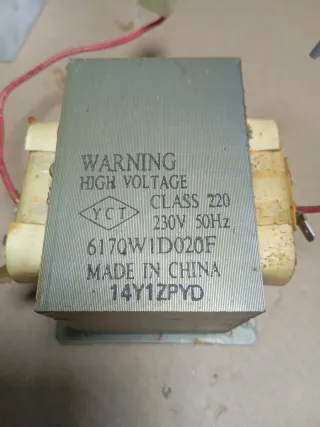 WARNING
HIGH VOLTAGE
YCT
CLASS 220
230V 50Hz
6170W1D020F
MADE IN CHINA
14Y1ZPYD